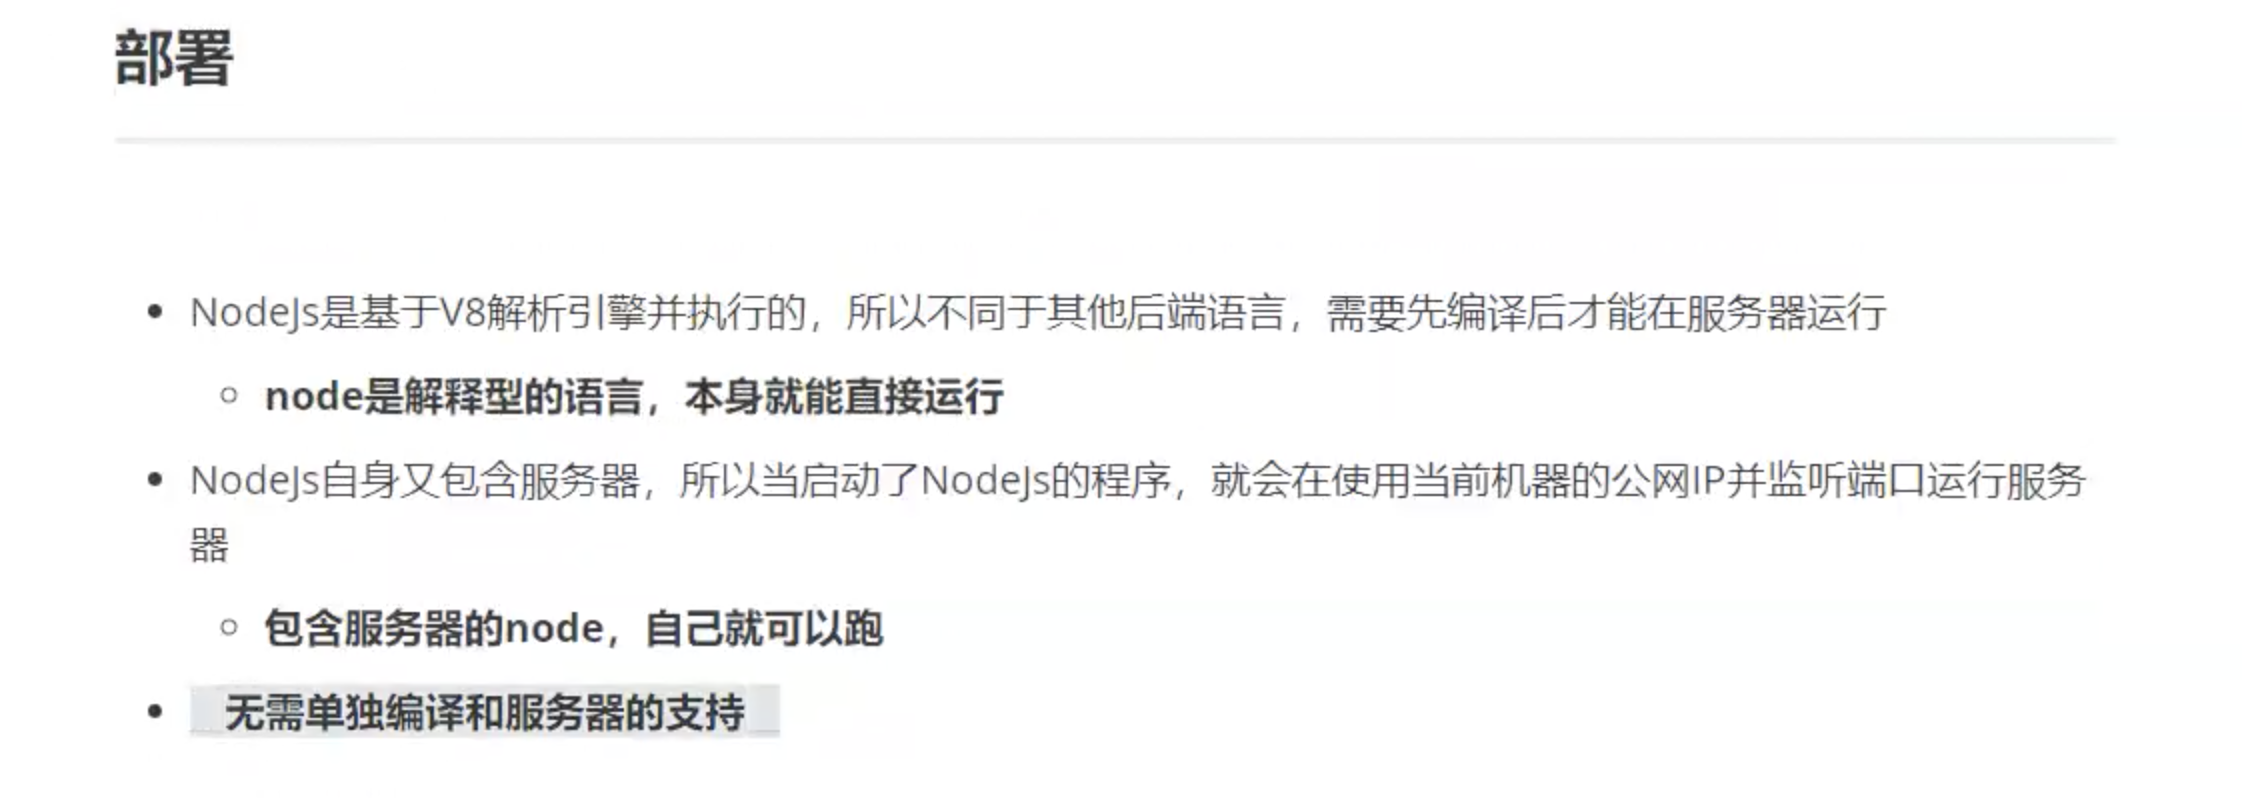 部署
NodeJs是基于V8解析引擎并执行的，所以不同于其他后端语言，需要先编译后才能在服务器运行
node是解释型的语言，本身就能直接运行
NodeJs自身又包含服务器，所以当启动了NodeJs的程序，就会在使用当前机器的公网IP并监听端口运行服务
器
包含服务器的node，自己就可以跑
无需单独编译和服务器的支持